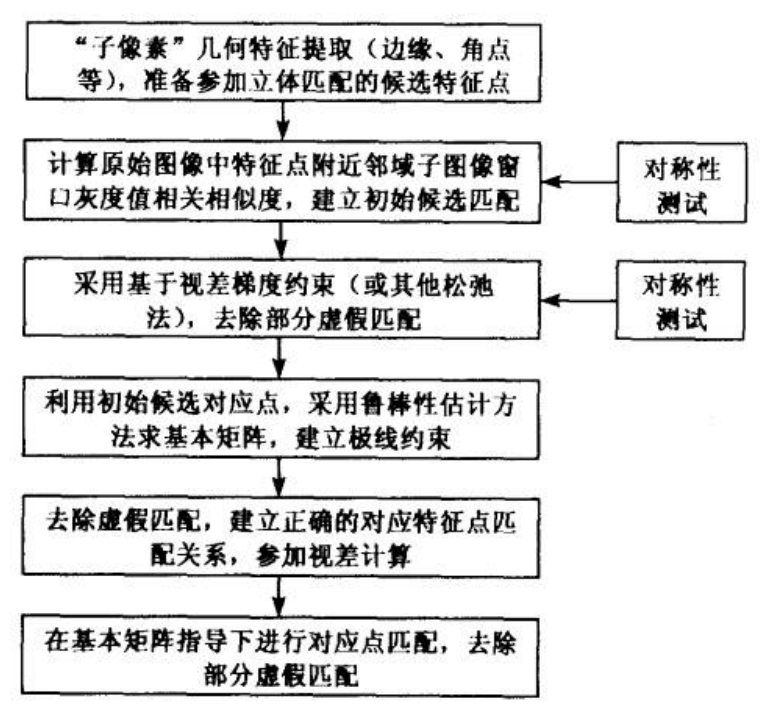 “子像素”几何特征提取（边缘、角点
等），准备参加立体匹配的候选特征点
计算原始图像中特征点附近邻域子图像窗
口灰度值相关相似度，建立初始候选匹配
对称性
测试
采用基于视差梯度约束（或其他松弛
法），去除部分虚假匹配
对称性
测试
利用初始候选对应点，采用鲁棒性估计方
法求基本矩阵，建立极线约束
去除虚假匹配，建立正确的对应特征点匹
配关系，参加视差计算
在基本矩阵指导下进行对应点匹配，去除
部分虚假匹配